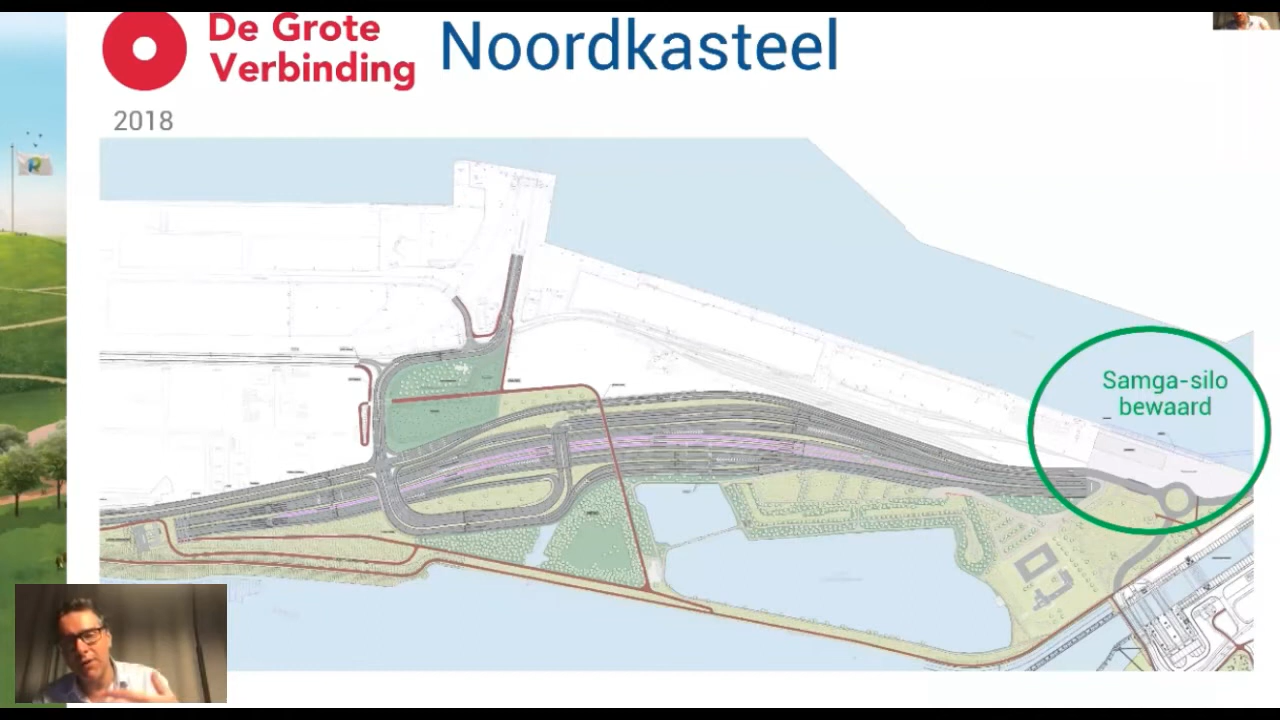 De Grote
Verbinding
Noordkasteel
2018
Samga-silo
bewaard